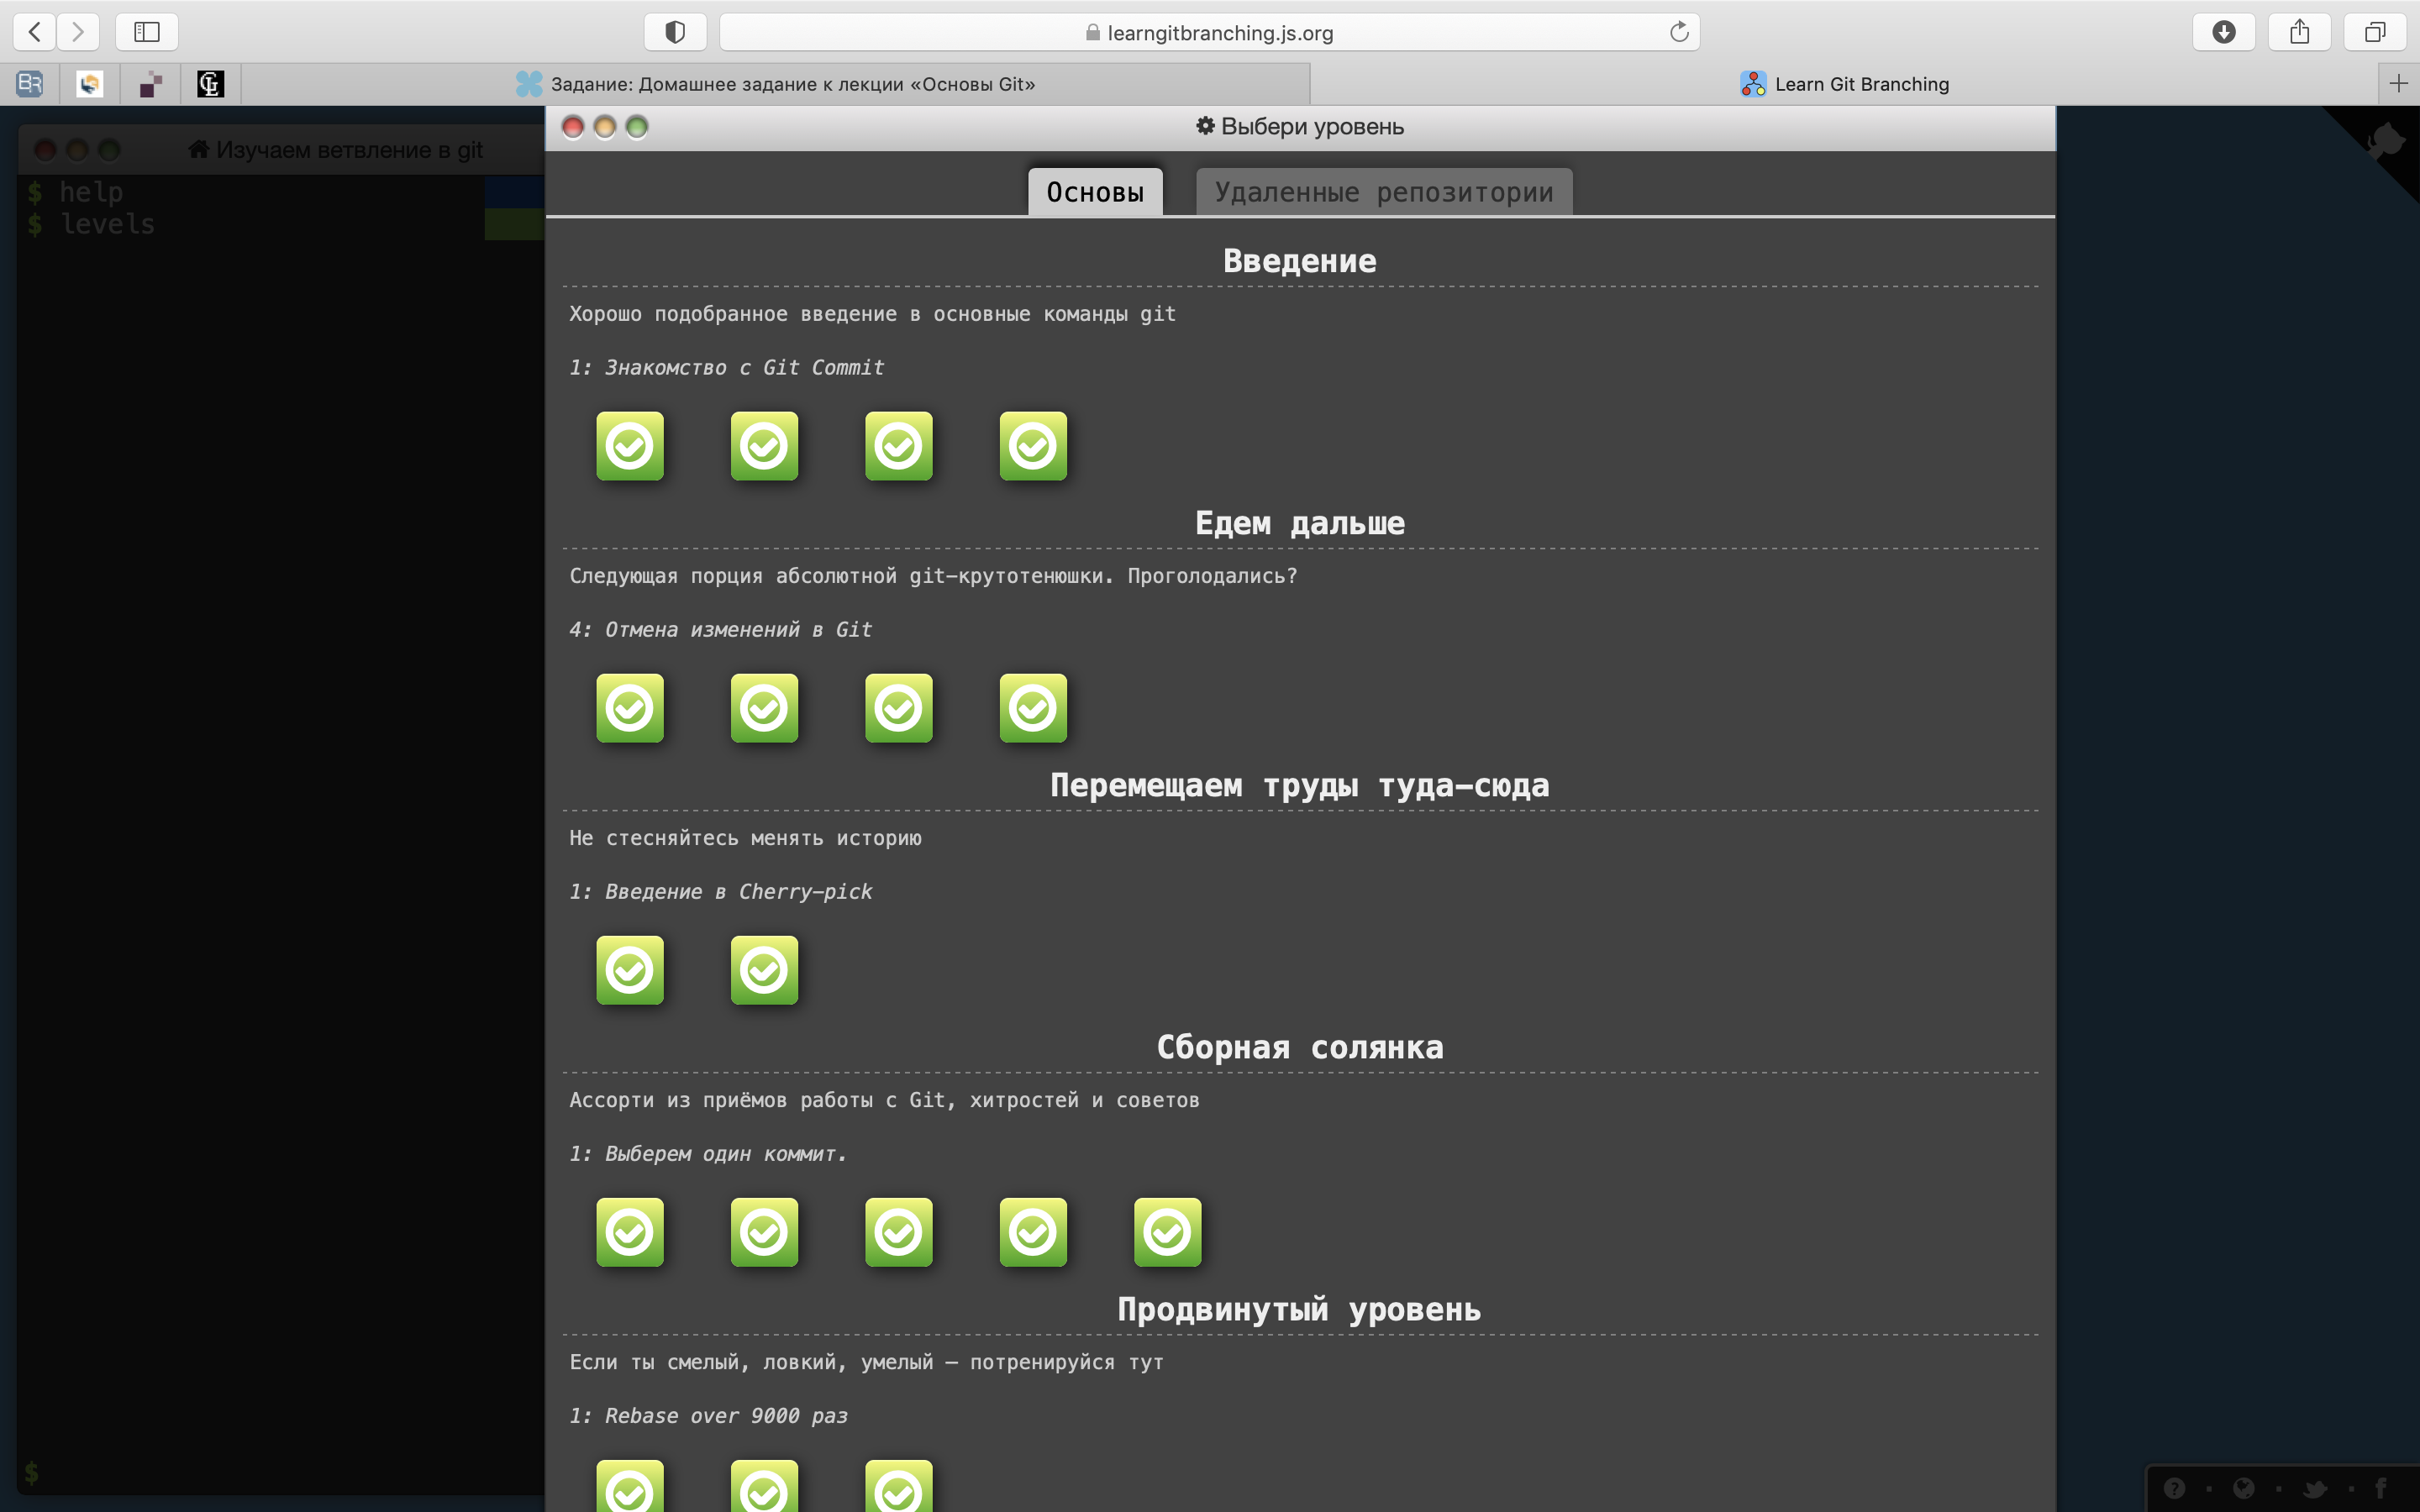 learngitbranching.js.org
Задание: Домашнее задание к лекции «Основы Git»
Learn Git Branching
Изучаем ветвление в git
$ help
$ levels
$
Выбери уровень
Основы
Удаленные репозитории
Введение
Хорошо подобранное введение в основные команды git
1: Знакомство с Git Commit
Едем дальше
Следующая порция абсолютной git-крутотенюшки. Проголодались?
4: Отмена изменений в Git
Перемещаем труды туда-сюда
Не стесняйтесь менять историю
1: Введение в Cherry-pick
Сборная солянка
Ассорти из приёмов работы с Git, хитростей и советов
1: Выберем один коммит.
Продвинутый уровень
Если ты смелый, ловкий, умелый — потренируйся тут
1: Rebase over 9000 раз